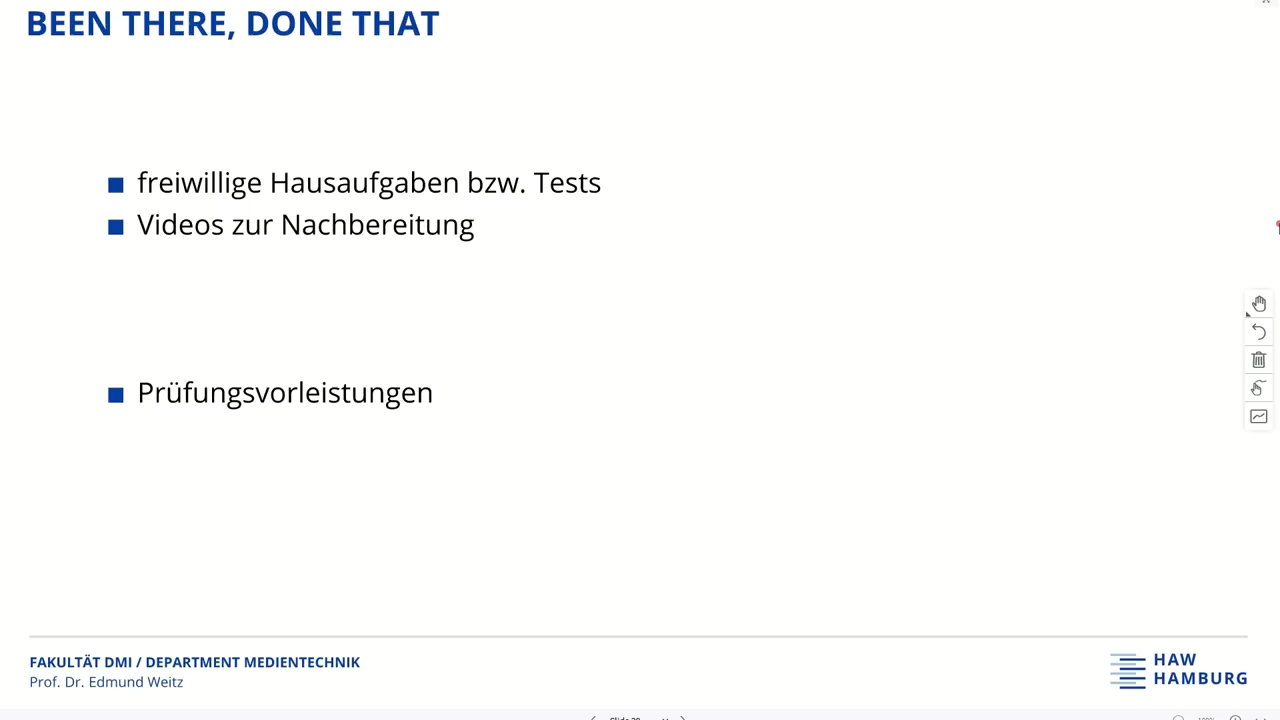 BEEN THERE, DONE THAT
freiwillige Hausaufgaben bzw. Tests
Videos zur Nachbereitung
Prüfungsvorleistungen
FAKULTÄT DMI / DEPARTMENT MEDIENTECHNIK
Prof. Dr. Edmund Weitz
HAW
HAMBURG